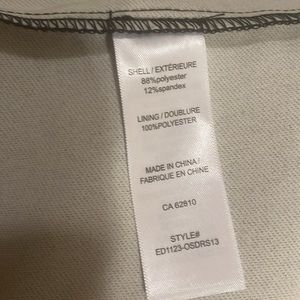 SHELL / EXTÉRIEURE
88%polyester
12%spandex
LINING / DOUBLURE
100%POLYESTER
MADE IN CHINA /
FABRIQUE EN CHINE
CA 62810
STYLE#
ED1123-OSDRS13